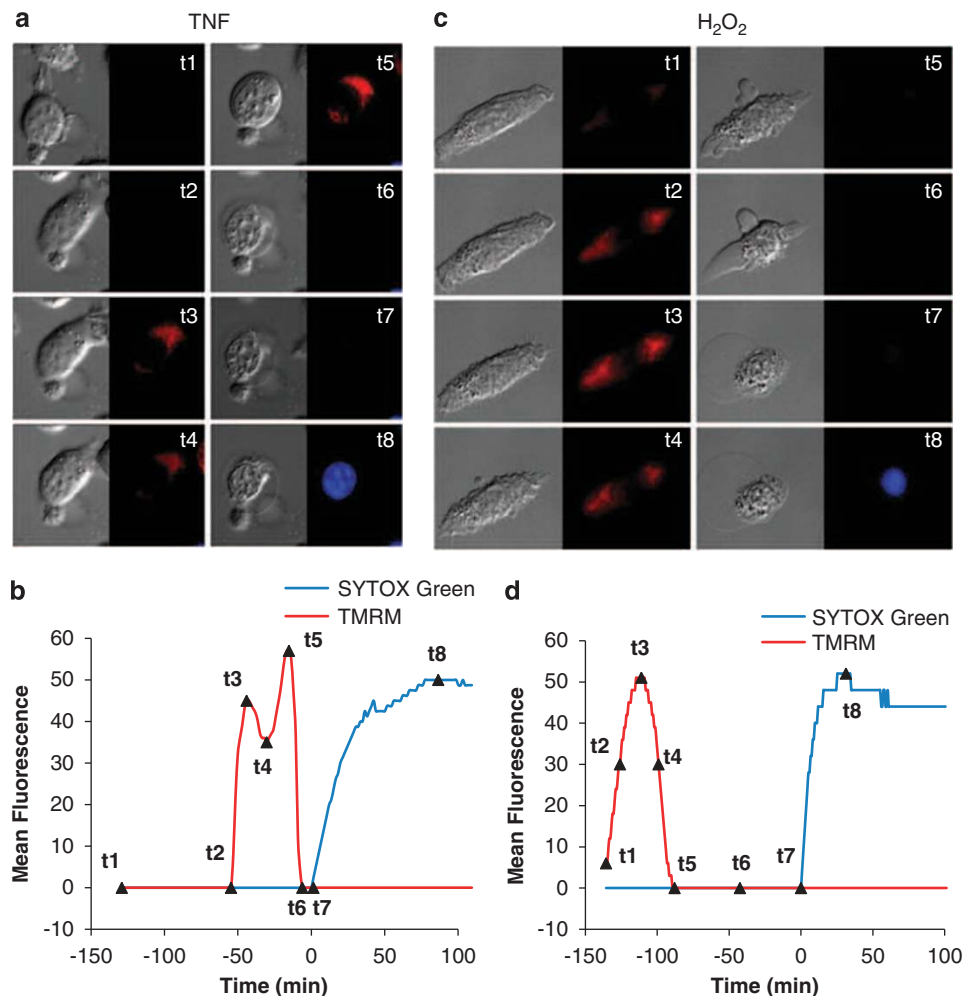 a
TNF
t1
t5
t2
t6
t3
t7
t4
t8
c
H₂O₂
t1
t5
t2
t6
t3
t7
t4
t8
b
SYTOX Green
TMRM
Mean Fluorescence
60
50
40
30
20
10
0
-10
t1
t2
t3
t4
t5
t6
t7
t8
-150
-100
-50
0
50
100
Time (min)
d
SYTOX Green
TMRM
Mean Fluorescence
60
50
40
30
20
10
0
-10
t1
t2
t3
t4
t5
t6
t7
t8
-150
-100
-50
0
50
100
Time (min)